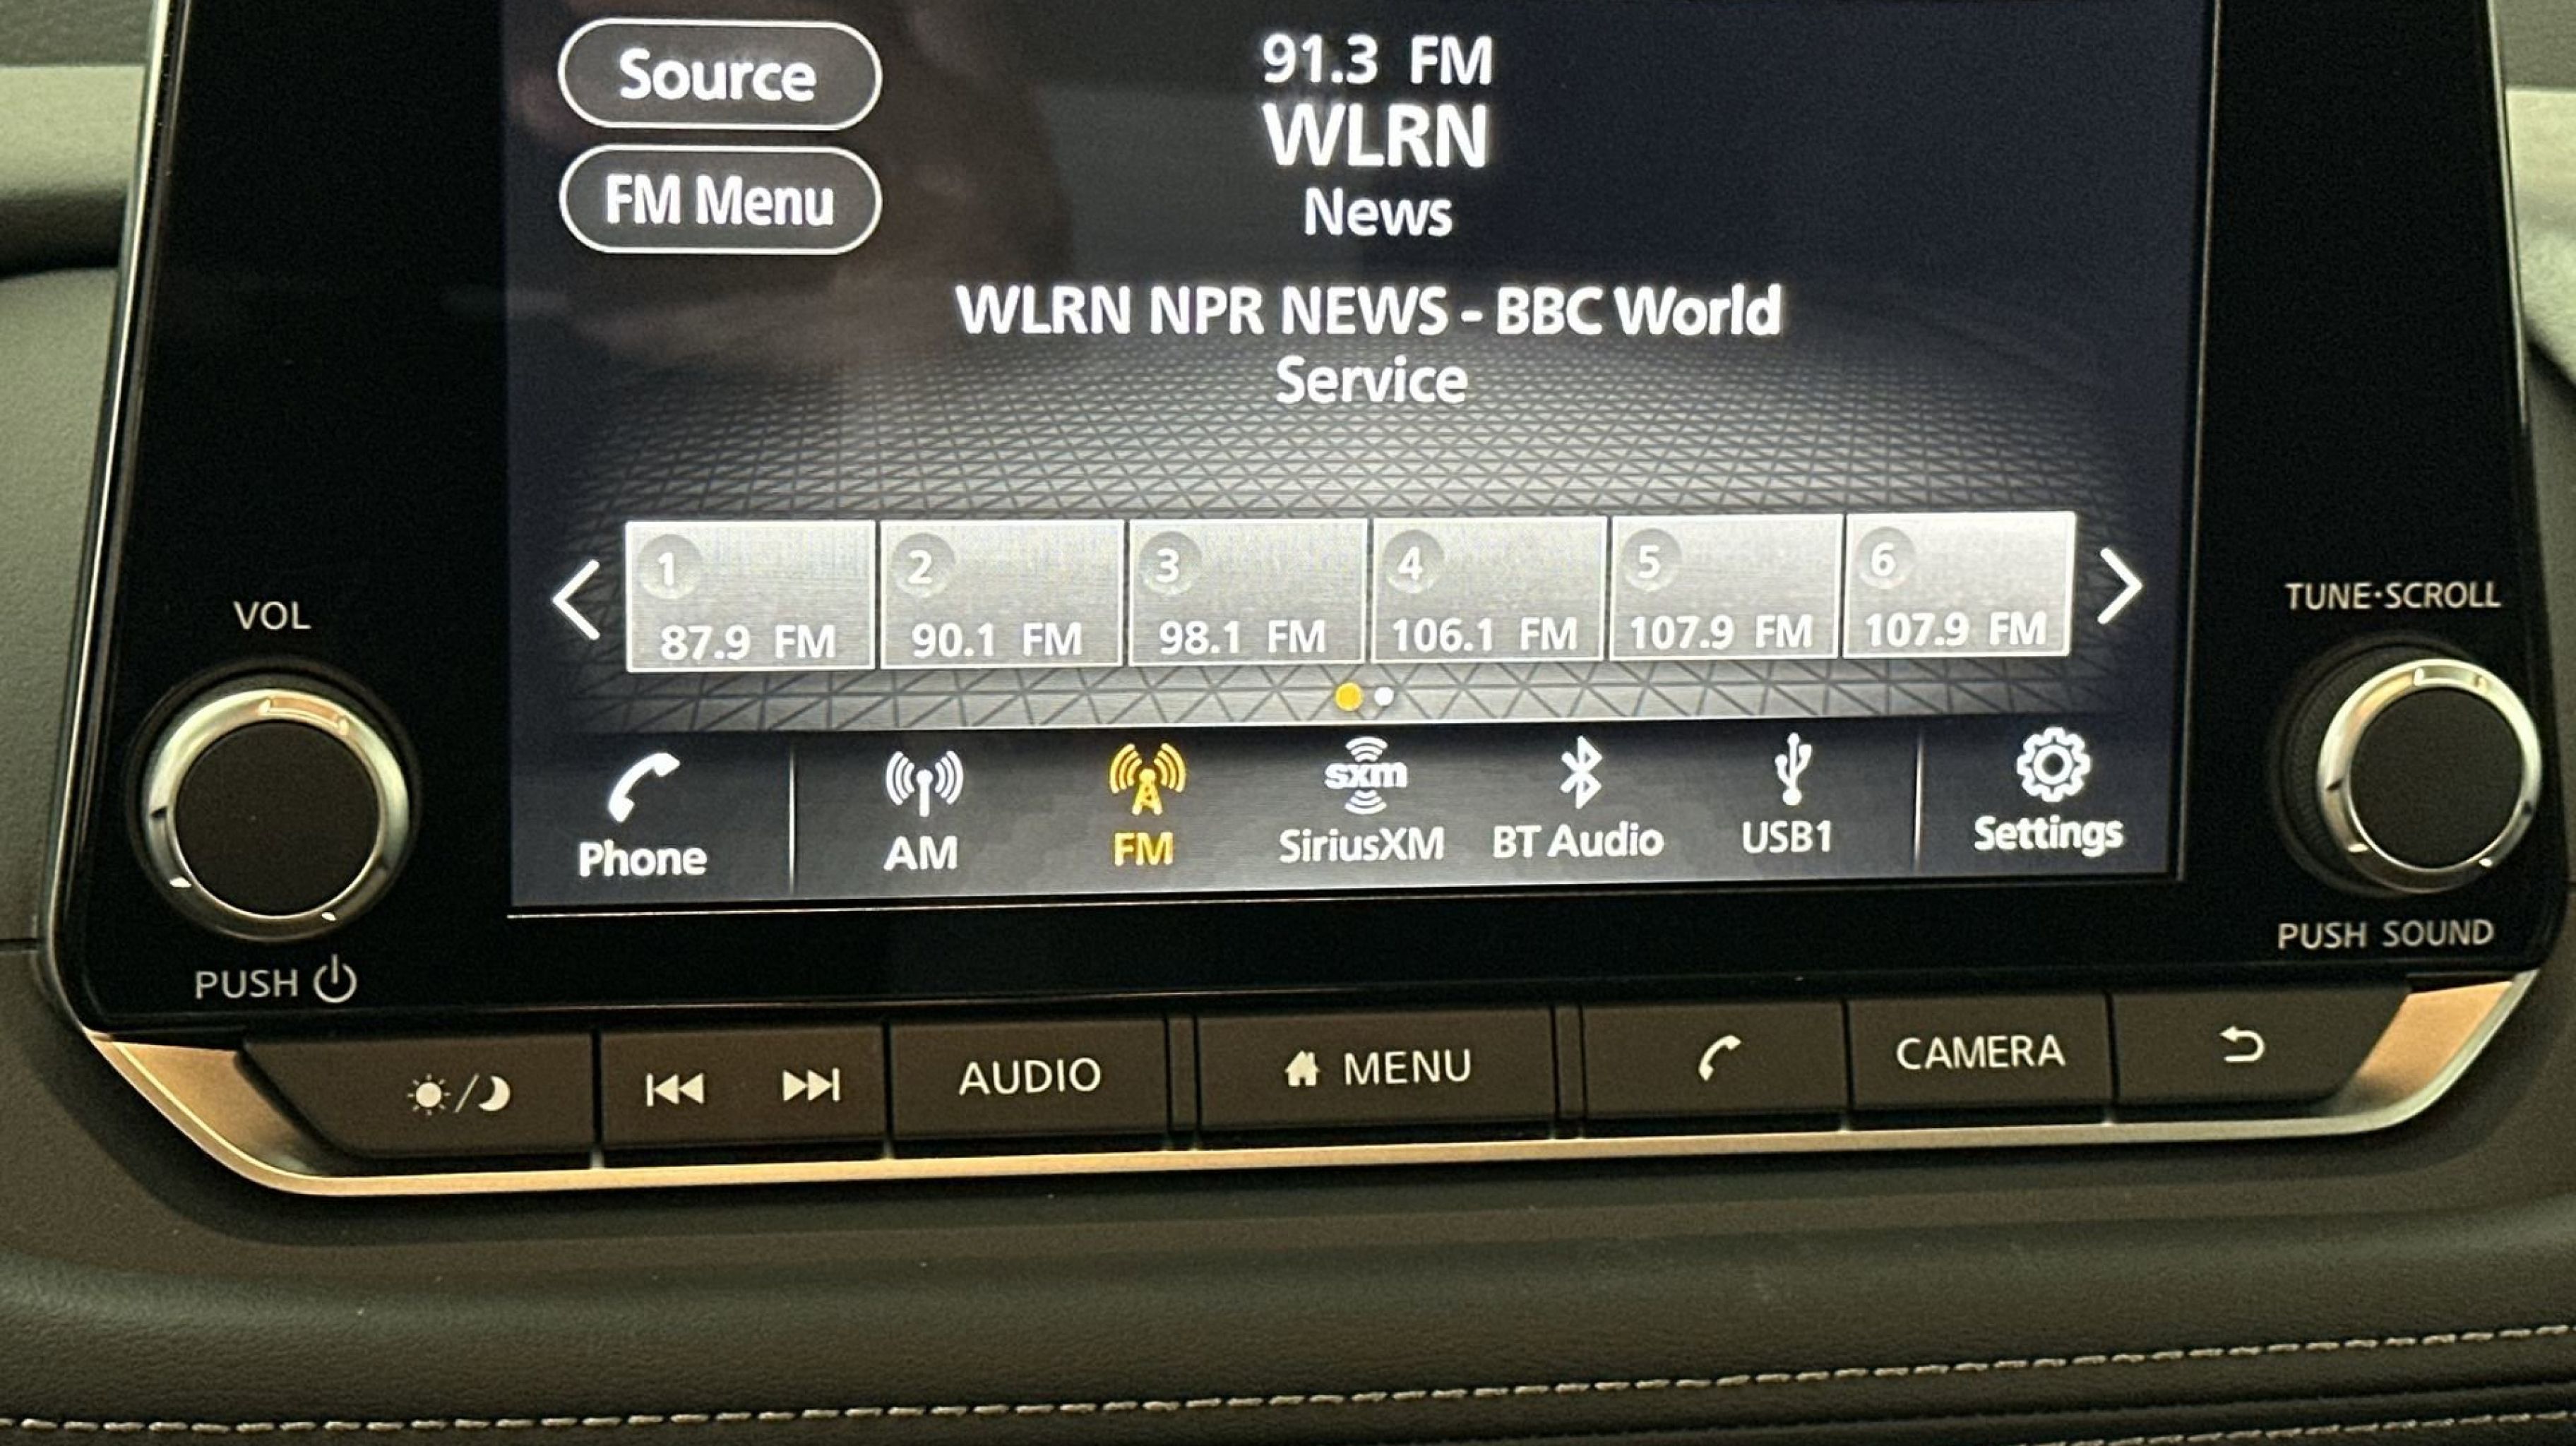 Source
91.3 FM
WLRN
FM Menu
News
WLRN NPR NEWS - BBC World
Service
1 2 3 4 5 6
87.9 FM 90.1 FM 98.1 FM 106.1 FM 107.9 FM 107.9 FM
VOL
TUNE·SCROLL
sxm
Phone AM FM SiriusXM BT Audio USB1 Settings
PUSH
PUSH SOUND
AUDIO MENU CAMERA